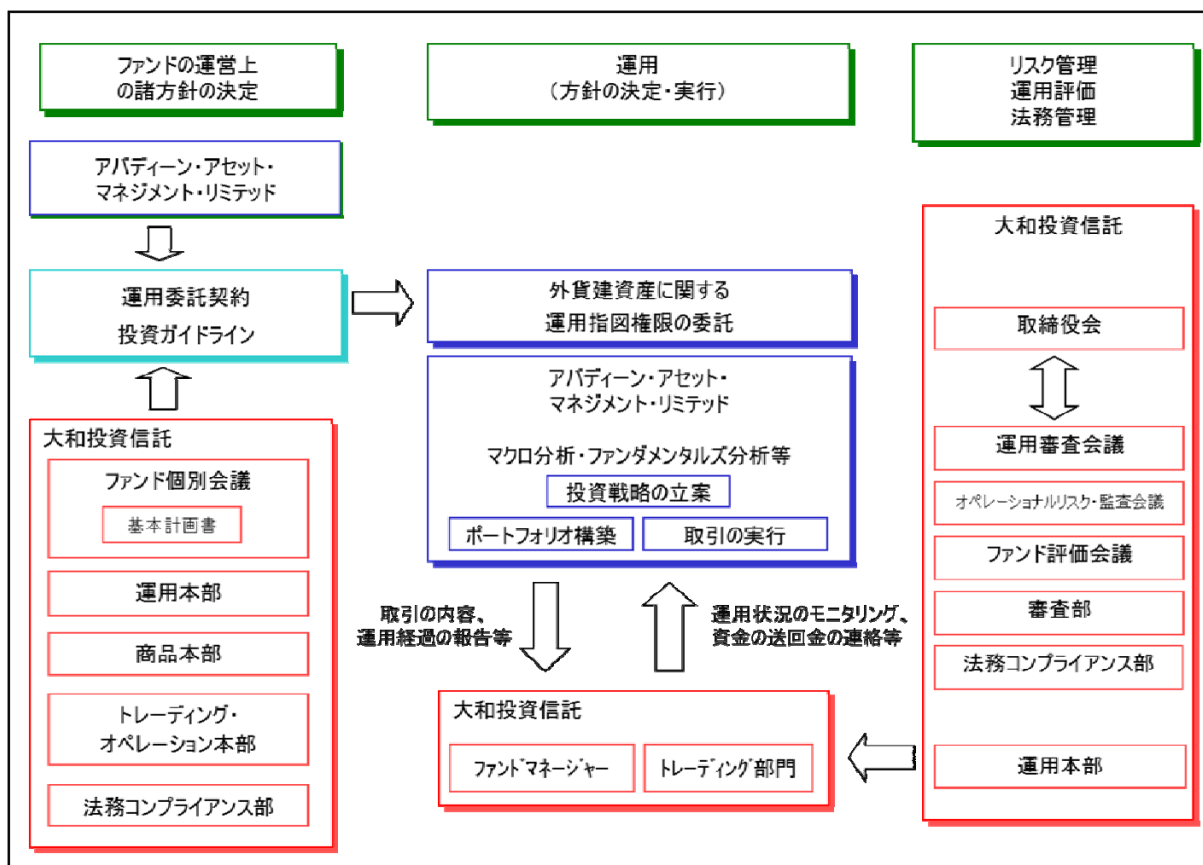 ファンドの運営上
の諸方針の決定
運用
(方針の決定・実行)
リスク管理
運用評価
法務管理
アバディーン・アセット・
マネジメント・リミテッド
運用委託契約
投資ガイドライン
外貨建資産に関する
運用指図権限の委託
アバディーン・アセット・
マネジメント・リミテッド
マクロ分析・ファンダメンタルズ分析等
投資戦略の立案
ポートフォリオ構築
取引の実行
大和投資信託
ファンド個別会議
基本計画書
運用本部
商品本部
トレーディング・
オペレーション本部
法務コンプライアンス部
取引の内容、
運用経過の報告等
運用状況のモニタリング、
資金の送回金の連絡等
大和投資信託
ファンドマネージャー
トレーディング部門
大和投資信託
取締役会
運用審査会議
オペレーショナルリスク・監査会議
ファンド評価会議
審査部
法務コンプライアンス部
運用本部